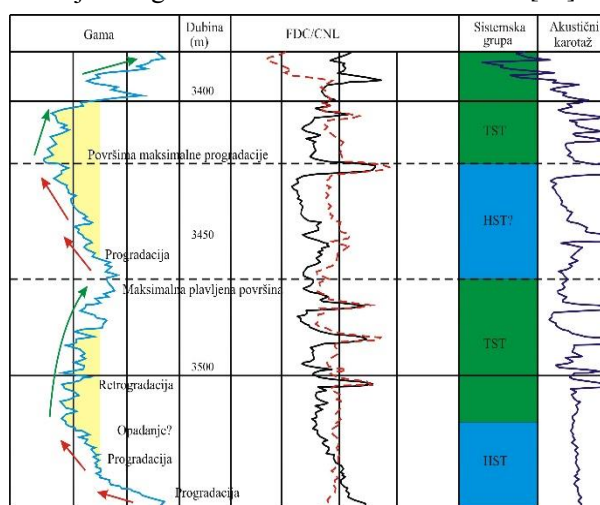 Gama
Dubina
(m)
FDC/CNL
Sistemska
grupa
Akustični
karotaž
3400
TST
Površima maksimalne progradacije
HST?
3450
Progradacija
Maksimalna plavljena površina
TST
3500
Retrogradacija
Opadanje?
Progradacija
HST
Progradacija